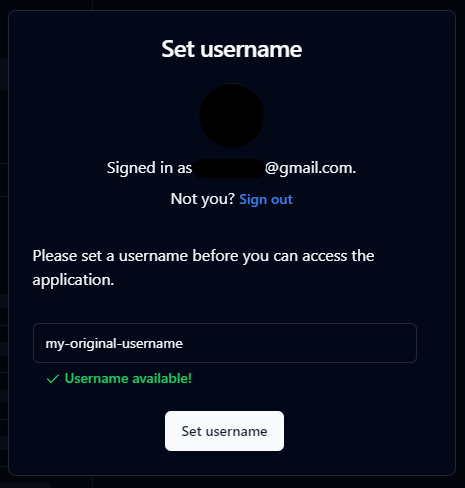 Set username
Signed in as @gmail.com.
Not you? Sign out
Please set a username before you can access the
application.
my-original-username
Username available!
Set username